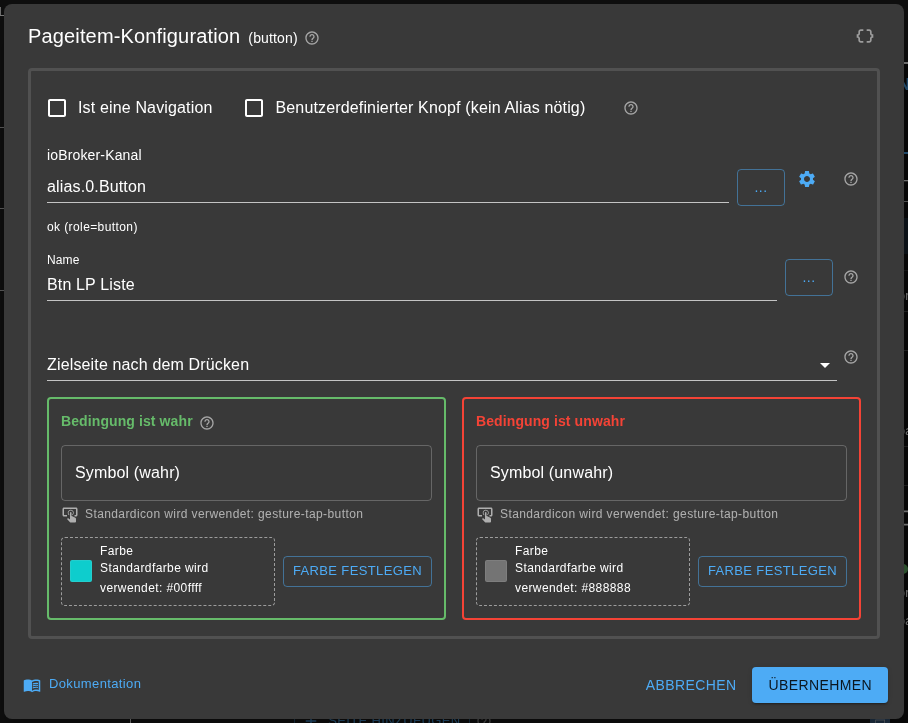 Pageitem-Konfiguration (button)
Ist eine Navigation
Benutzerdefinierter Knopf (kein Alias nötig)
ioBroker-Kanal
alias.0.Button
...
ok (role=button)
Name
Btn LP Liste
...
Zielseite nach dem Drücken
Bedingung ist wahr
Symbol (wahr)
Standardicon wird verwendet: gesture-tap-button
Farbe
Standardfarbe wird
verwendet: #00ffff
FARBE FESTLEGEN
Bedingung ist unwahr
Symbol (unwahr)
Standardicon wird verwendet: gesture-tap-button
Farbe
Standardfarbe wird
verwendet: #888888
FARBE FESTLEGEN
Dokumentation
ABBRECHEN
ÜBERNEHMEN
SEITE HINZUFÜGEN